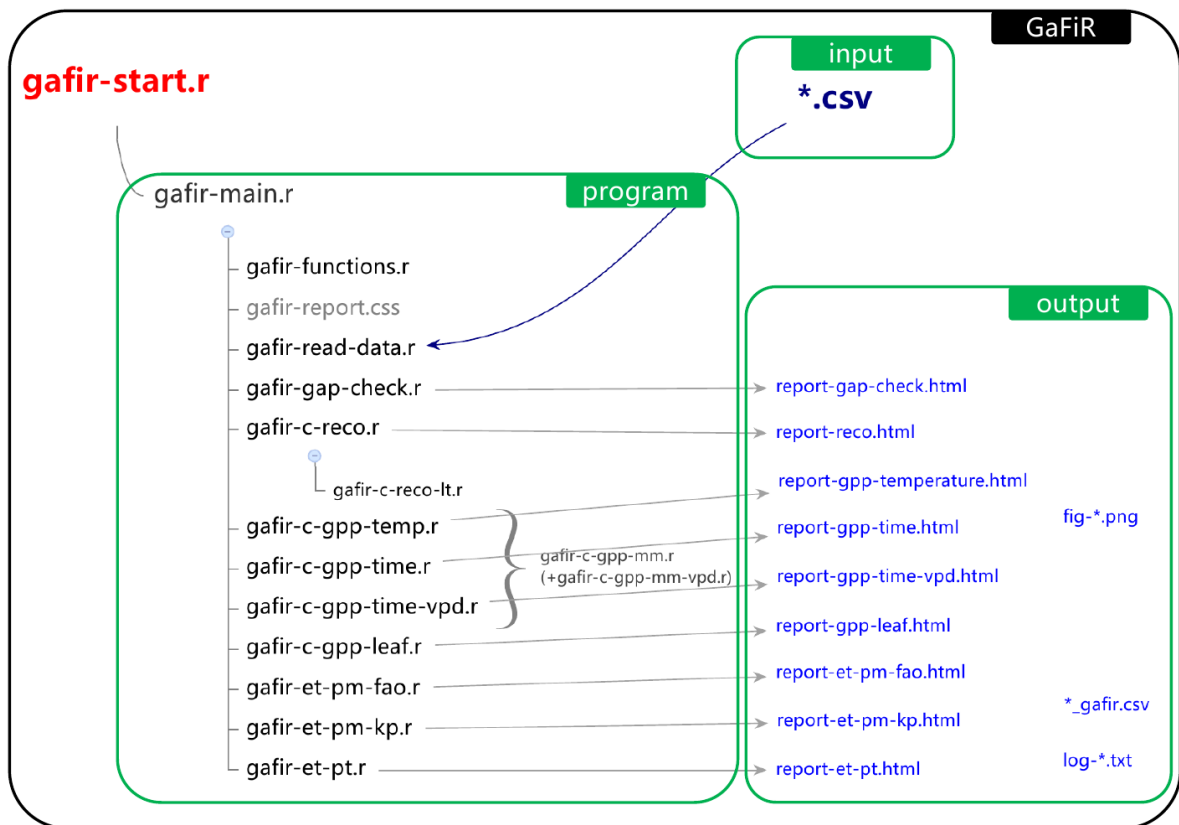 GaFiR
input
gafir-start.r
*.csv
program
gafir-main.r
gafir-functions.r
gafir-report.css
output
gafir-read-data.r
gafir-gap-check.r
report-gap-check.html
gafir-c-reco.r
report-reco.html
gafir-c-reco-lt.r
report-gpp-temperature.html
gafir-c-gpp-temp.r
report-gpp-time.html
fig-*.png
gafir-c-gpp-mm.r
(+gafir-c-gpp-mm-vpd.r)
gafir-c-gpp-time.r
report-gpp-time-vpd.html
gafir-c-gpp-time-vpd.r
report-gpp-leaf.html
gafir-c-gpp-leaf.r
report-et-pm-fao.html
gafir-et-pm-fao.r
*_gafir.csv
report-et-pm-kp.html
gafir-et-pm-kp.r
log-*.txt
gafir-et-pt.r
report-et-pt.html